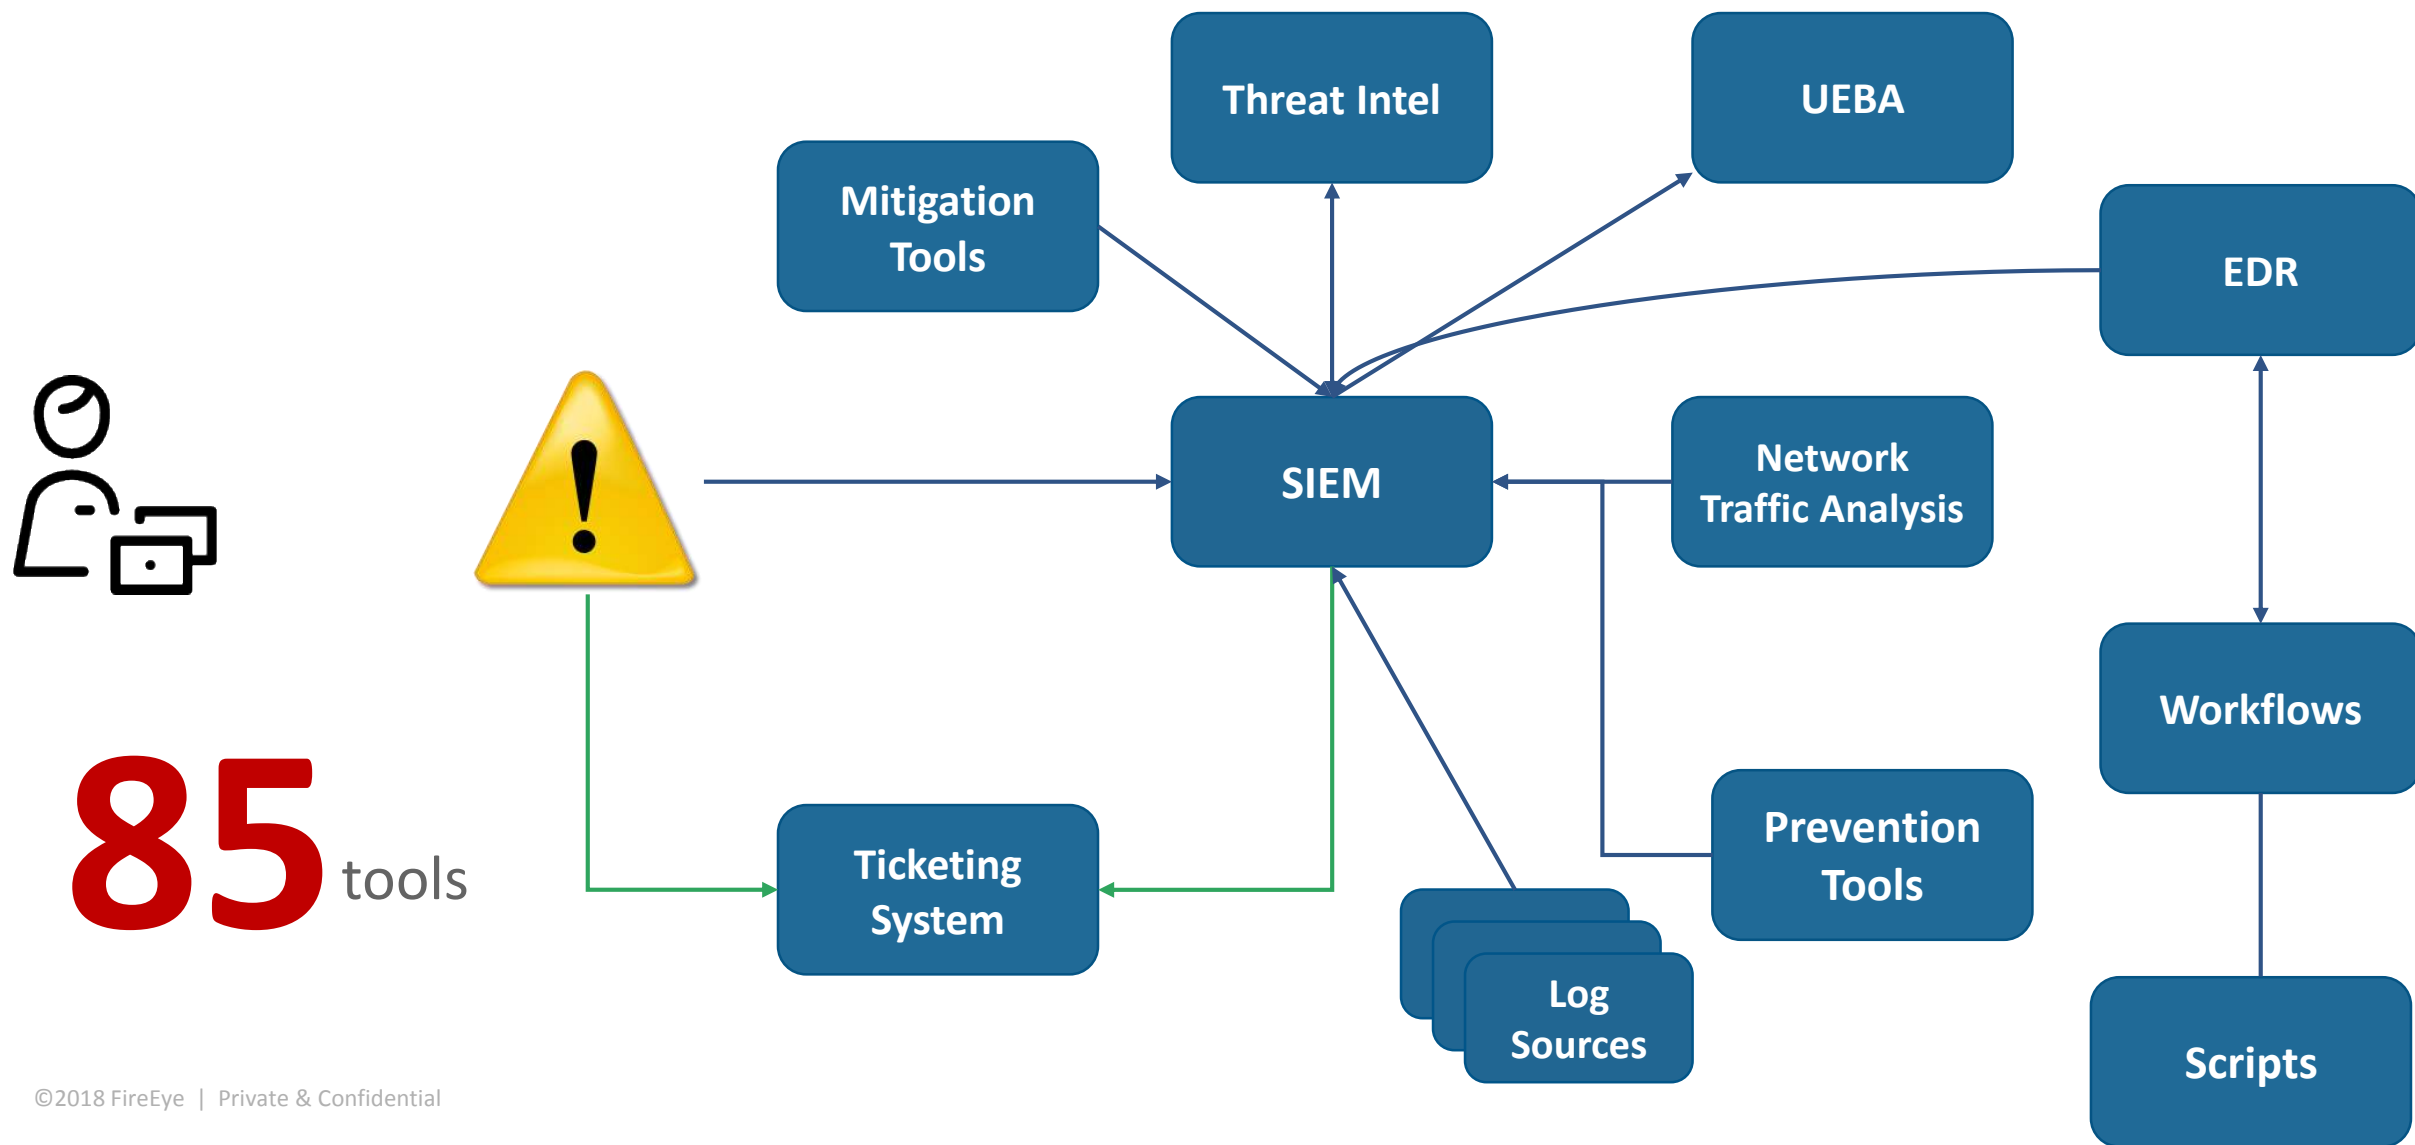 Threat Intel
UEBA
Mitigation
Tools
EDR
SIEM
Network
Traffic Analysis
Workflows
85 tools
Ticketing
System
Prevention
Tools
Log
Sources
Scripts
©2018 FireEye | Private & Confidential